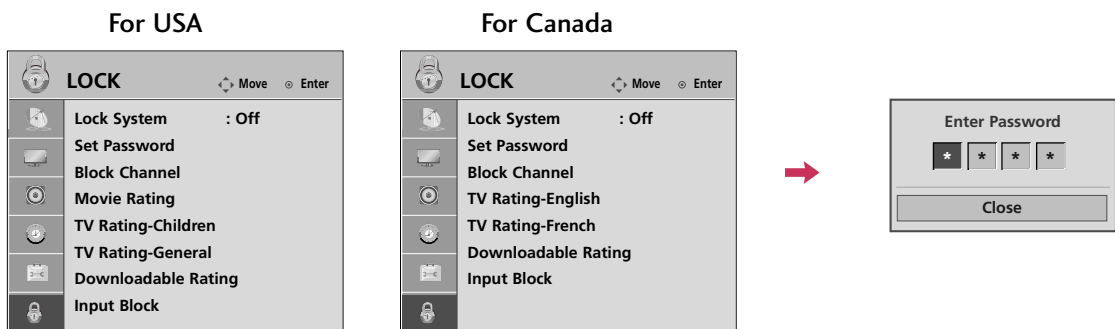 For USA
LOCK Move Enter
Lock System : Off
Set Password
Block Channel
Movie Rating
TV Rating-Children
TV Rating-General
Downloadable Rating
Input Block
For Canada
LOCK Move Enter
Lock System : Off
Set Password
Block Channel
TV Rating-English
TV Rating-French
Downloadable Rating
Input Block
Enter Password
* * * *
Close